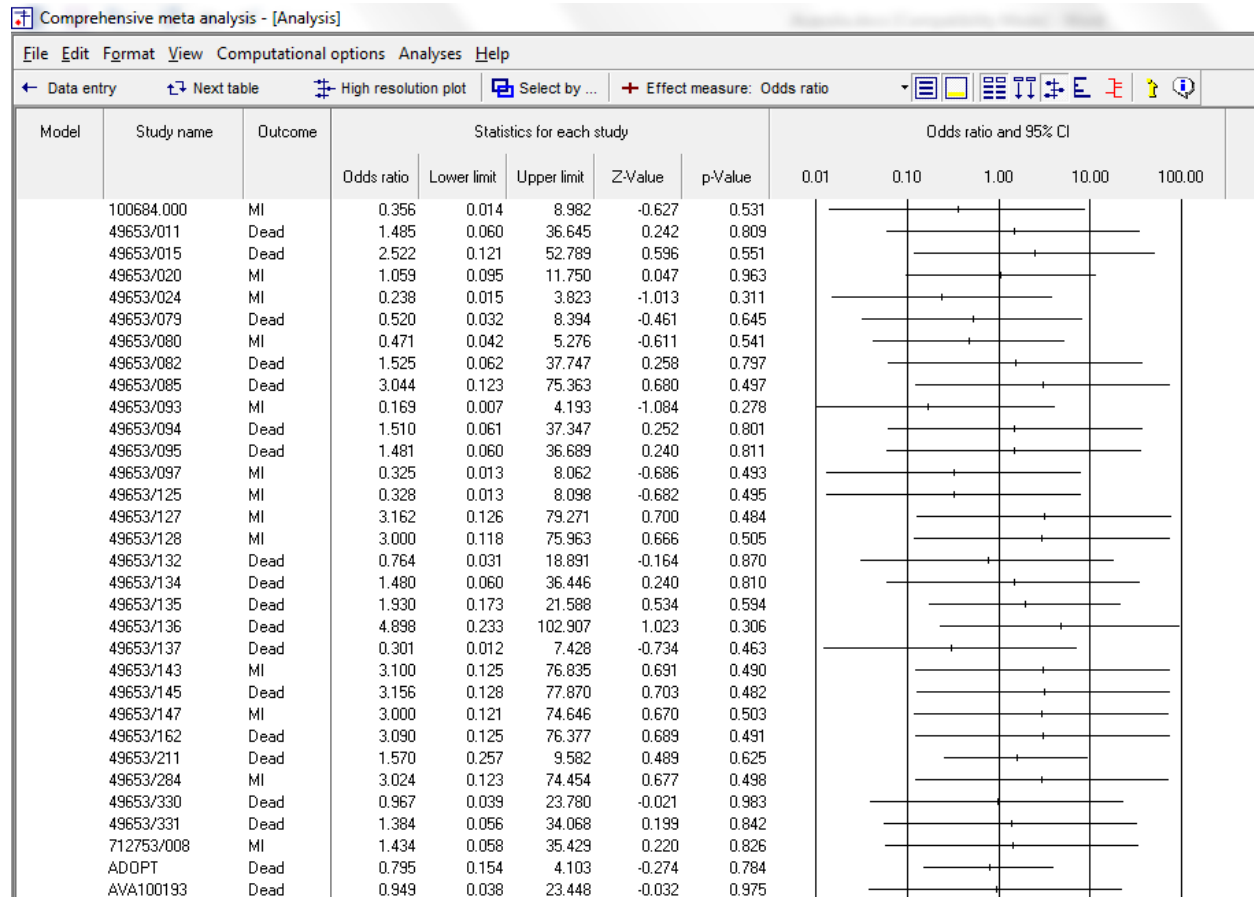 Comprehensive meta analysis - [Analysis]
File Edit Format View Computational options Analyses Help
← Data entry Next table High resolution plot Select by ... + Effect measure: Odds ratio
Model Study name Outcome Statistics for each study Odds ratio and 95% CI
Odds ratio Lower limit Upper limit Z-Value p-Value 0.01 0.10 1.00 10.00 100.00
100684.000 MI 0.356 0.014 8.982 -0.627 0.531
49653/011 Dead 1.485 0.060 36.645 0.242 0.809
49653/015 Dead 2.522 0.121 52.789 0.596 0.551
49653/020 MI 1.059 0.095 11.750 0.047 0.963
49653/024 MI 0.238 0.015 3.823 -1.013 0.311
49653/079 Dead 0.520 0.032 8.394 -0.461 0.645
49653/080 MI 0.471 0.042 5.276 -0.611 0.541
49653/082 Dead 1.525 0.062 37.747 0.258 0.797
49653/085 Dead 3.044 0.123 75.363 0.680 0.497
49653/093 MI 0.169 0.007 4.193 -1.084 0.278
49653/094 Dead 1.510 0.061 37.347 0.252 0.801
49653/095 Dead 1.481 0.060 36.689 0.240 0.811
49653/097 MI 0.325 0.013 8.062 -0.686 0.493
49653/125 MI 0.328 0.013 8.098 -0.682 0.495
49653/127 MI 3.162 0.126 79.271 0.700 0.484
49653/128 MI 3.000 0.118 75.963 0.666 0.505
49653/132 Dead 0.764 0.031 18.891 -0.164 0.870
49653/134 Dead 1.480 0.060 36.446 0.240 0.810
49653/135 Dead 1.930 0.173 21.588 0.534 0.594
49653/136 Dead 4.898 0.233 102.907 1.023 0.306
49653/137 Dead 0.301 0.012 7.428 -0.734 0.463
49653/143 MI 3.100 0.125 76.835 0.691 0.490
49653/145 Dead 3.156 0.128 77.870 0.703 0.482
49653/147 MI 3.000 0.121 74.646 0.670 0.503
49653/162 Dead 3.090 0.125 76.377 0.689 0.491
49653/211 Dead 1.570 0.257 9.582 0.489 0.625
49653/284 MI 3.024 0.123 74.454 0.677 0.498
49653/330 Dead 0.967 0.039 23.780 -0.021 0.983
49653/331 Dead 1.384 0.056 34.068 0.199 0.842
712753/008 MI 1.434 0.058 35.429 0.220 0.826
ADOPT Dead 0.795 0.154 4.103 -0.274 0.784
AVA100193 Dead 0.949 0.038 23.448 -0.032 0.975